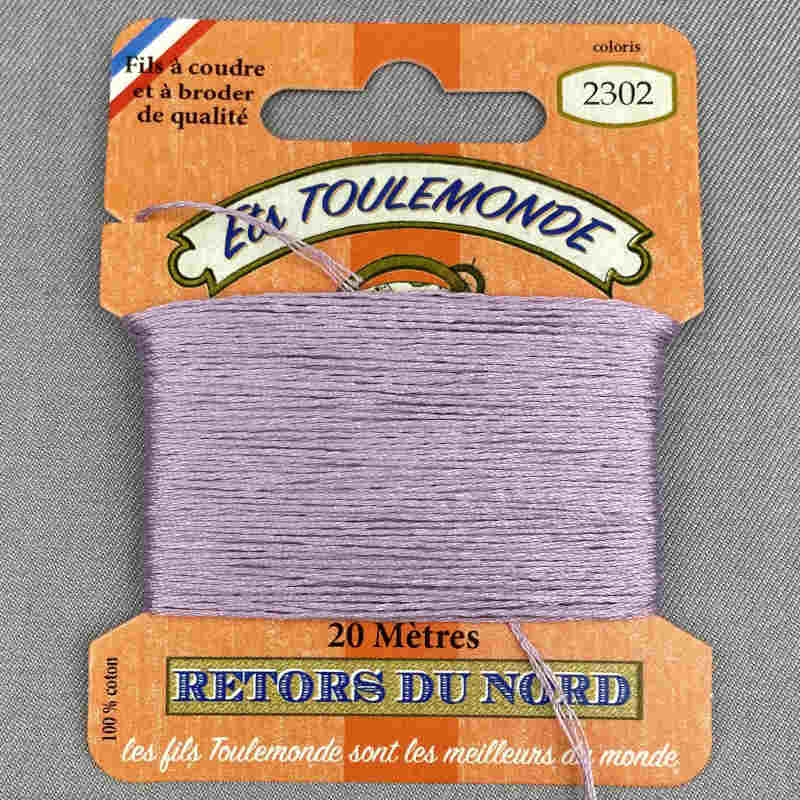 Fils à coudre
et à broder
de qualité
coloris
2302
Ets TOULEMONDE
20 Mètres
RETORS DU NORD
100 % coton
les fils Toulemonde sont les meilleurs du monde